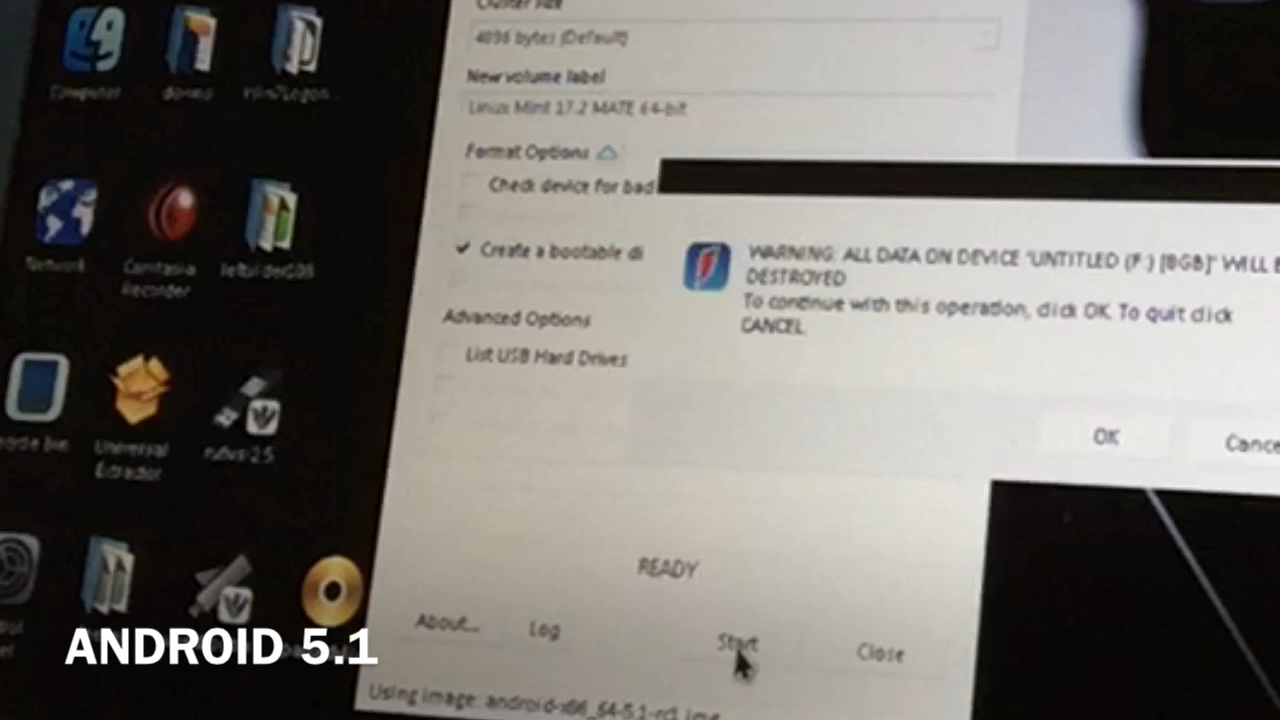 Cluster size
4096 bytes (Default)
New volume label
Linux Mint 17.2 MATE 64-bit
Format Options
Check device for bad
Create a bootable di
Advanced Options
List USB Hard Drives
WARNING: ALL DATA ON DEVICE 'UNTITLED (F:) [8GB]' WILL B
DESTROYED
To continue with this operation, click OK. To quit click
CANCEL.
OK
Cance
READY
About...
Log
Start
Close
Using image: android-x86_64-5.1-rc1.img
Computer
Network
Camtasia
Recorder
Universal
Extractor
rufus-2.5
ANDROID 5.1